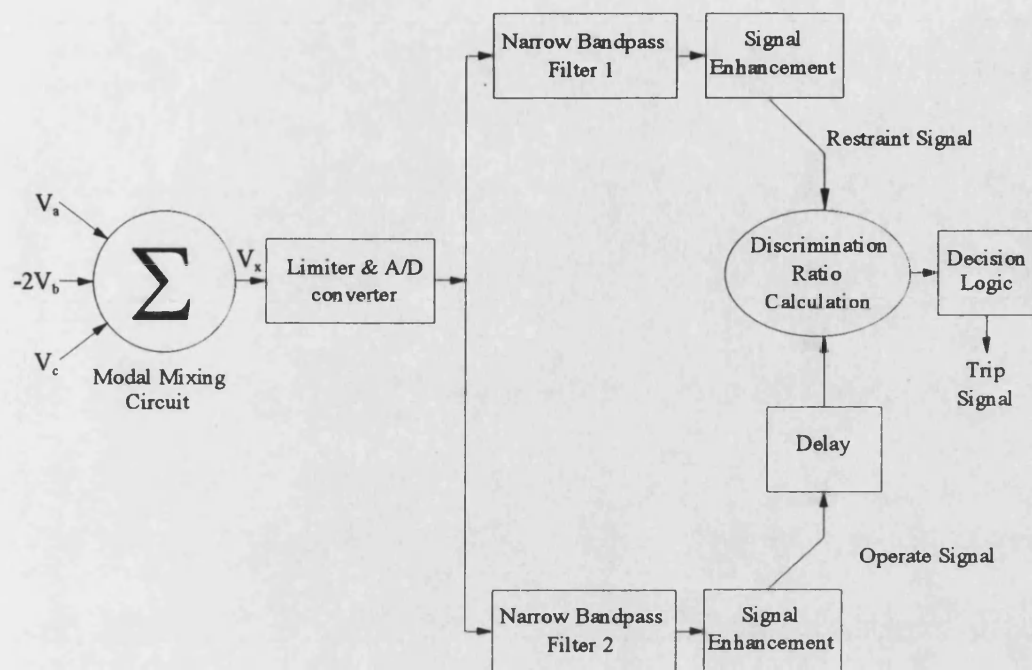 Narrow Bandpass
Filter 1
Signal
Enhancement
Restraint Signal
Va
-2Vb
Vc
Σ
Modal Mixing
Circuit
Vx
Limiter & A/D
converter
Discrimination
Ratio
Calculation
Decision
Logic
Trip
Signal
Delay
Operate Signal
Narrow Bandpass
Filter 2
Signal
Enhancement